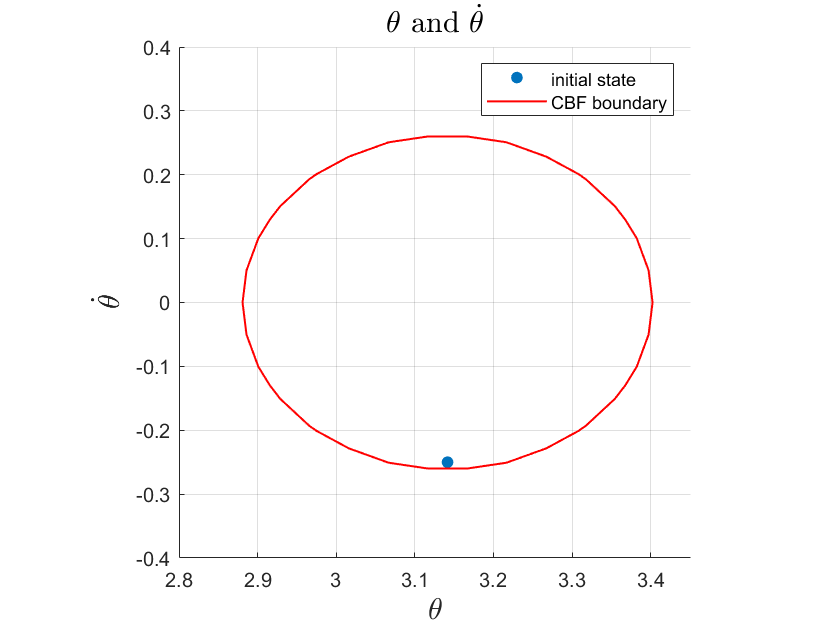 θ and θ̇
initial state
CBF boundary
0.4
0.3
0.2
0.1
0
-0.1
-0.2
-0.3
-0.4
θ̇
2.8 2.9 3 3.1 3.2 3.3 3.4
θ